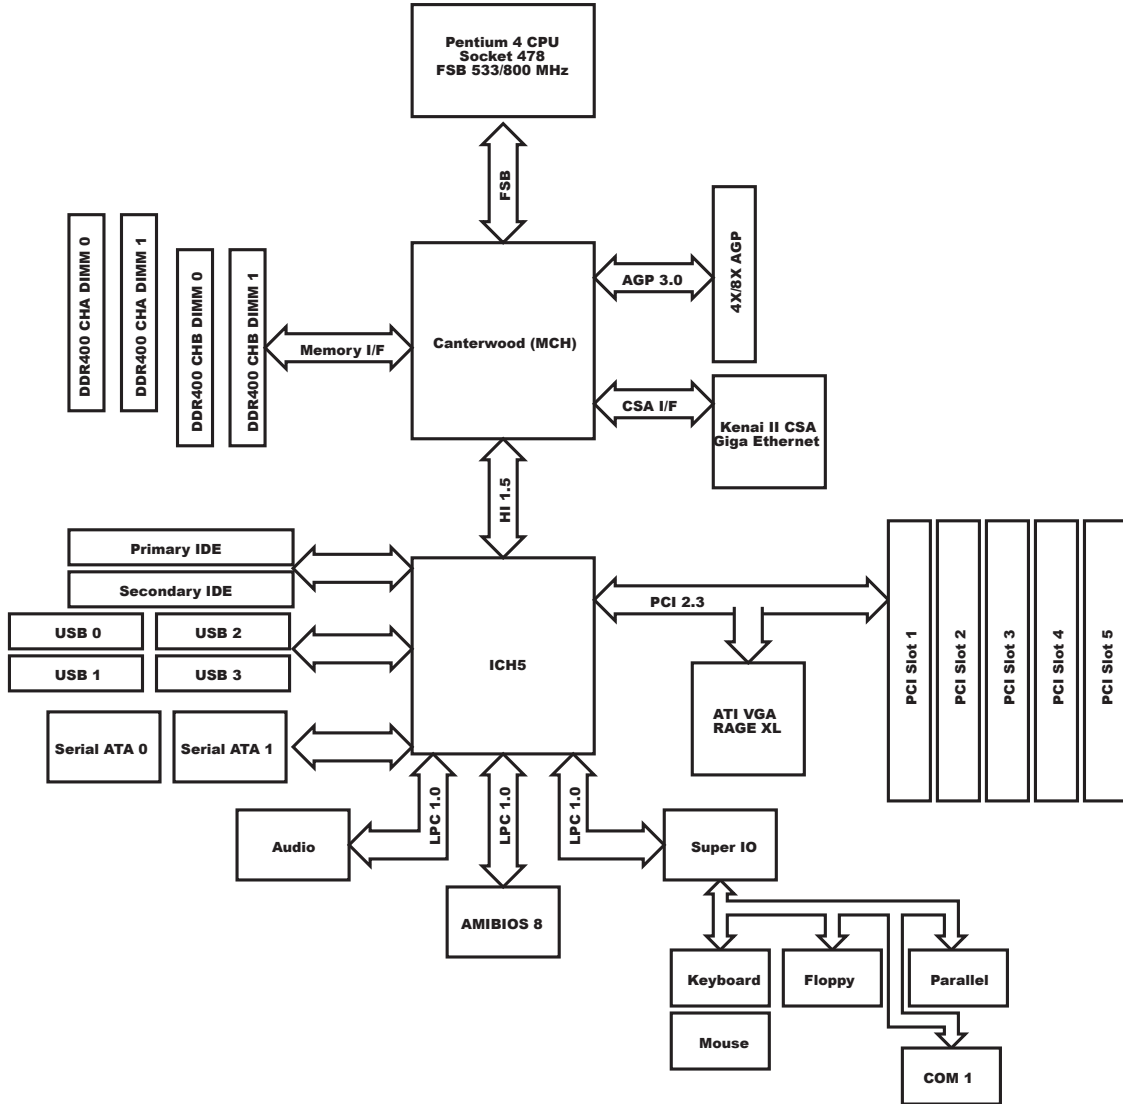 Pentium 4 CPU
Socket 478
FSB 533/800 MHz
FSB
DDR400 CHA DIMM 0
DDR400 CHA DIMM 1
DDR400 CHB DIMM 0
DDR400 CHB DIMM 1
Memory I/F
Canterwood (MCH)
AGP 3.0
4X/8X AGP
CSA I/F
Kenai II CSA
Giga Ethernet
HI 1.5
Primary IDE
Secondary IDE
USB 0
USB 2
USB 1
USB 3
Serial ATA 0
Serial ATA 1
ICH5
PCI 2.3
ATI VGA
RAGE XL
PCI Slot 1
PCI Slot 2
PCI Slot 3
PCI Slot 4
PCI Slot 5
LPC 1.0
LPC 1.0
LPC 1.0
Audio
AMIBIOS 8
Super IO
Keyboard
Floppy
Parallel
Mouse
COM 1